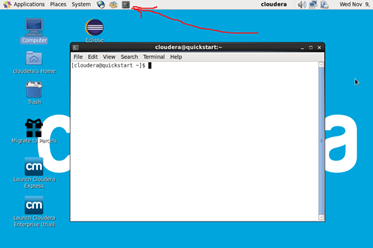 Applications Places System
cloudera
Wed Nov 9,
Computer
Eclipse
cloudera's Home
Trash
cloudera@quickstart:~
File Edit View Search Terminal Help
[cloudera@quickstart ~]$
Migrate to Parcels
Launch Cloudera
Express
Launch Cloudera
Enterprise (trial)